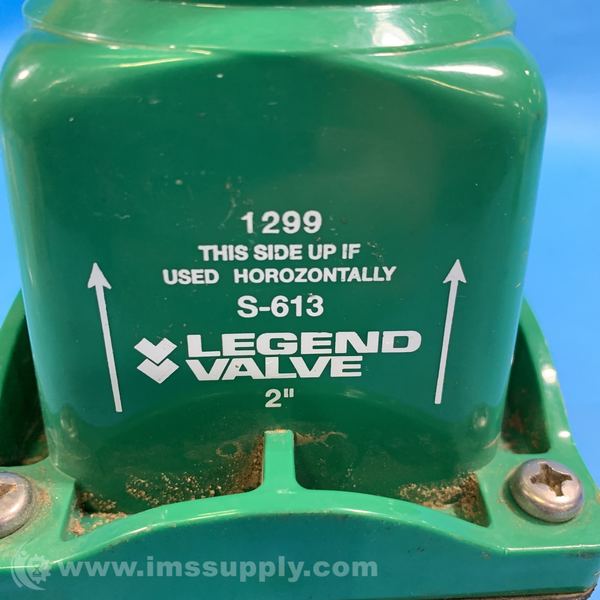 1299
THIS SIDE UP IF
USED HOROZONTALLY
S-613
LEGEND
VALVE
2"
www.imssupply.com